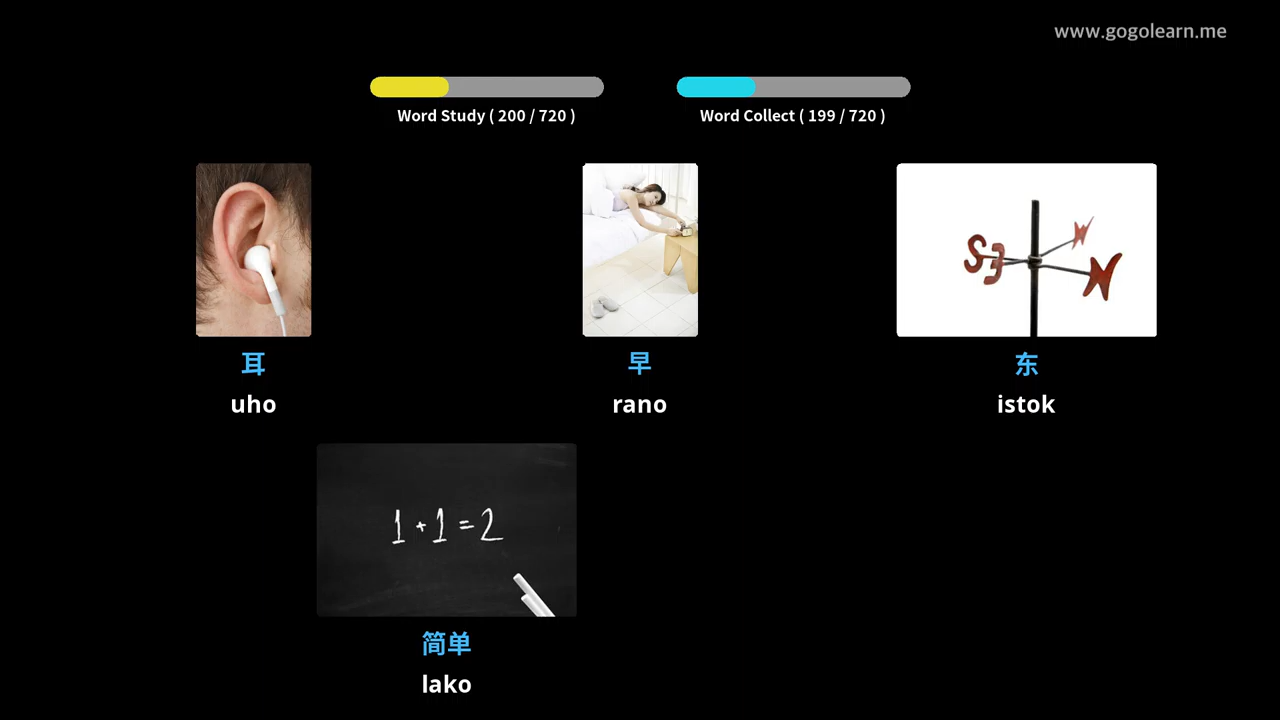 www.gogolearn.me
Word Study ( 200 / 720 )
Word Collect ( 199 / 720 )
S
E
N
耳
早
东
uho
rano
istok
1 + 1 = 2
简单
lako